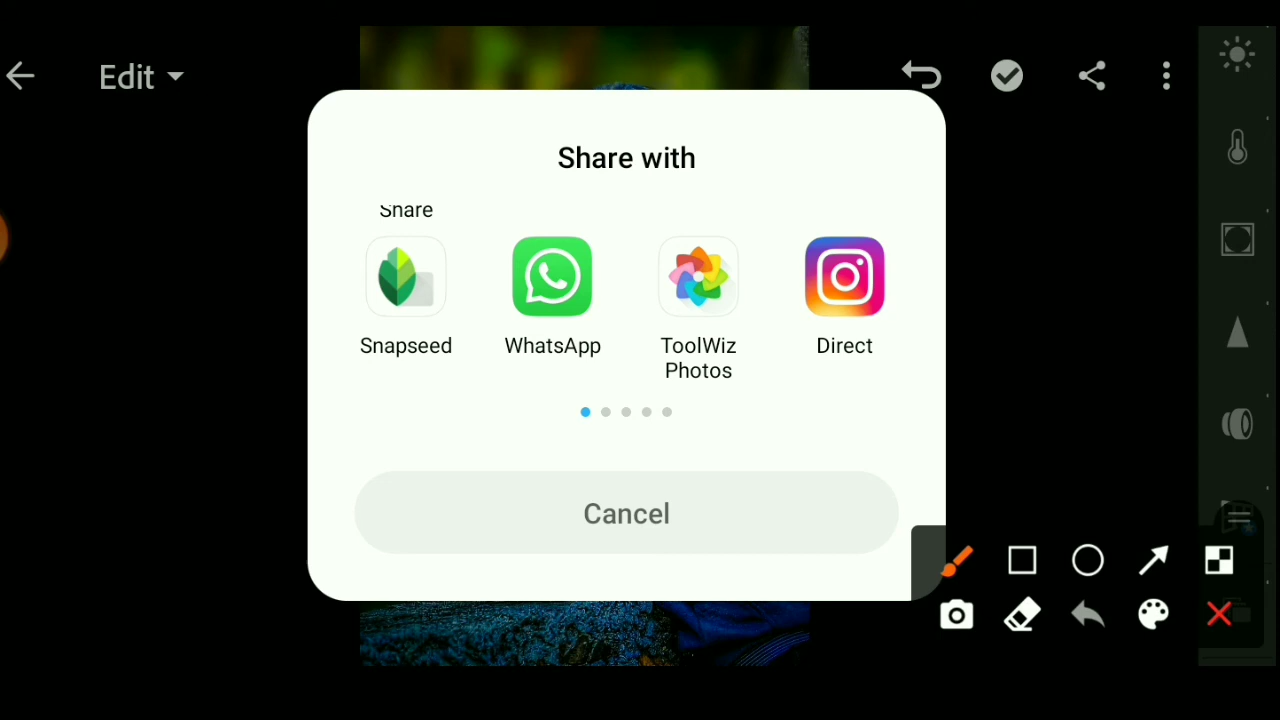 Edit
Share with
Share
Snapseed
WhatsApp
ToolWiz
Photos
Direct
Cancel